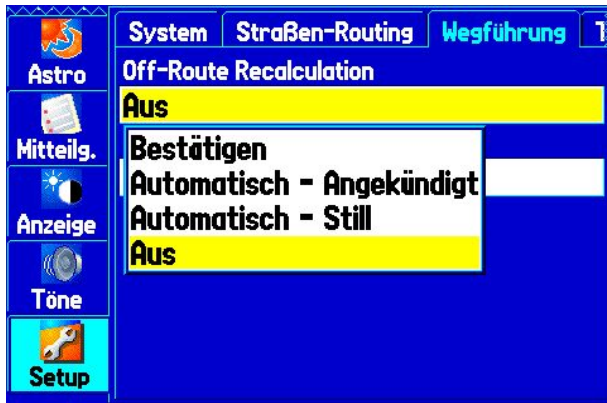 System Straßen-Routing Wegführung
Astro
Off-Route Recalculation
Aus
Mitteilg.
Bestätigen
Automatisch - Angekündigt
Anzeige
Automatisch - Still
Aus
Töne
Setup